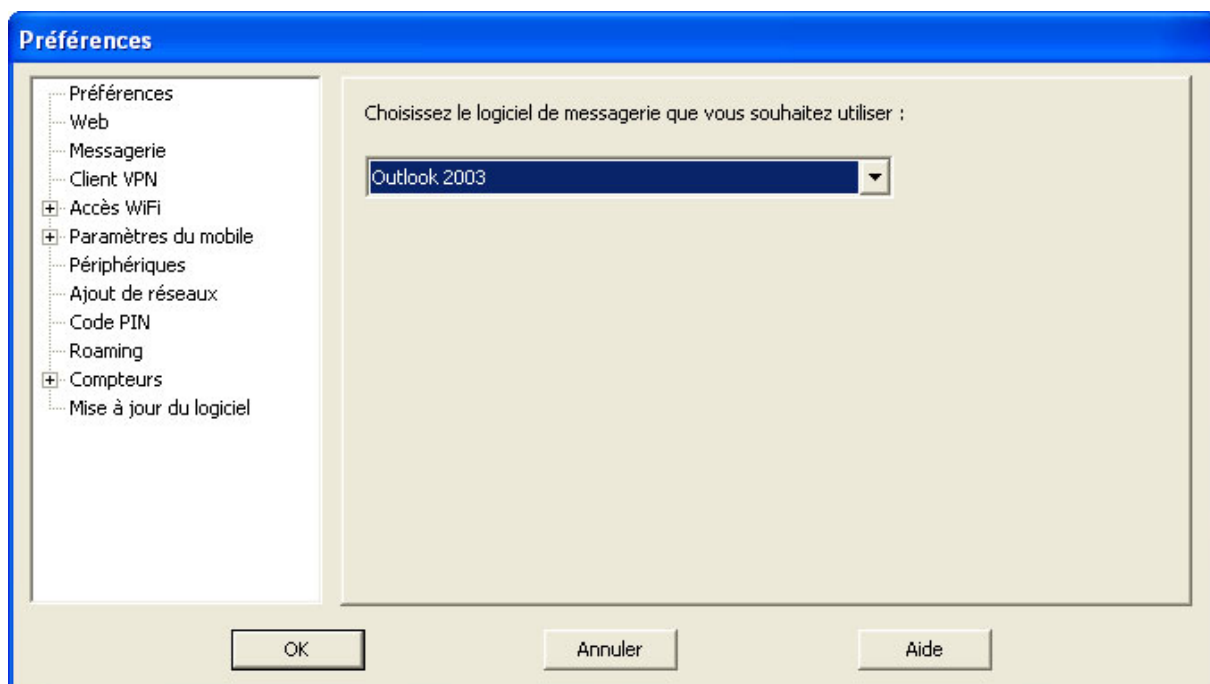 Préférences
Préférences
Web
Messagerie
Client VPN
Accès WiFi
Paramètres du mobile
Périphériques
Ajout de réseaux
Code PIN
Roaming
Compteurs
Mise à jour du logiciel
Choisissez le logiciel de messagerie que vous souhaitez utiliser :
Outlook 2003
OK
Annuler
Aide